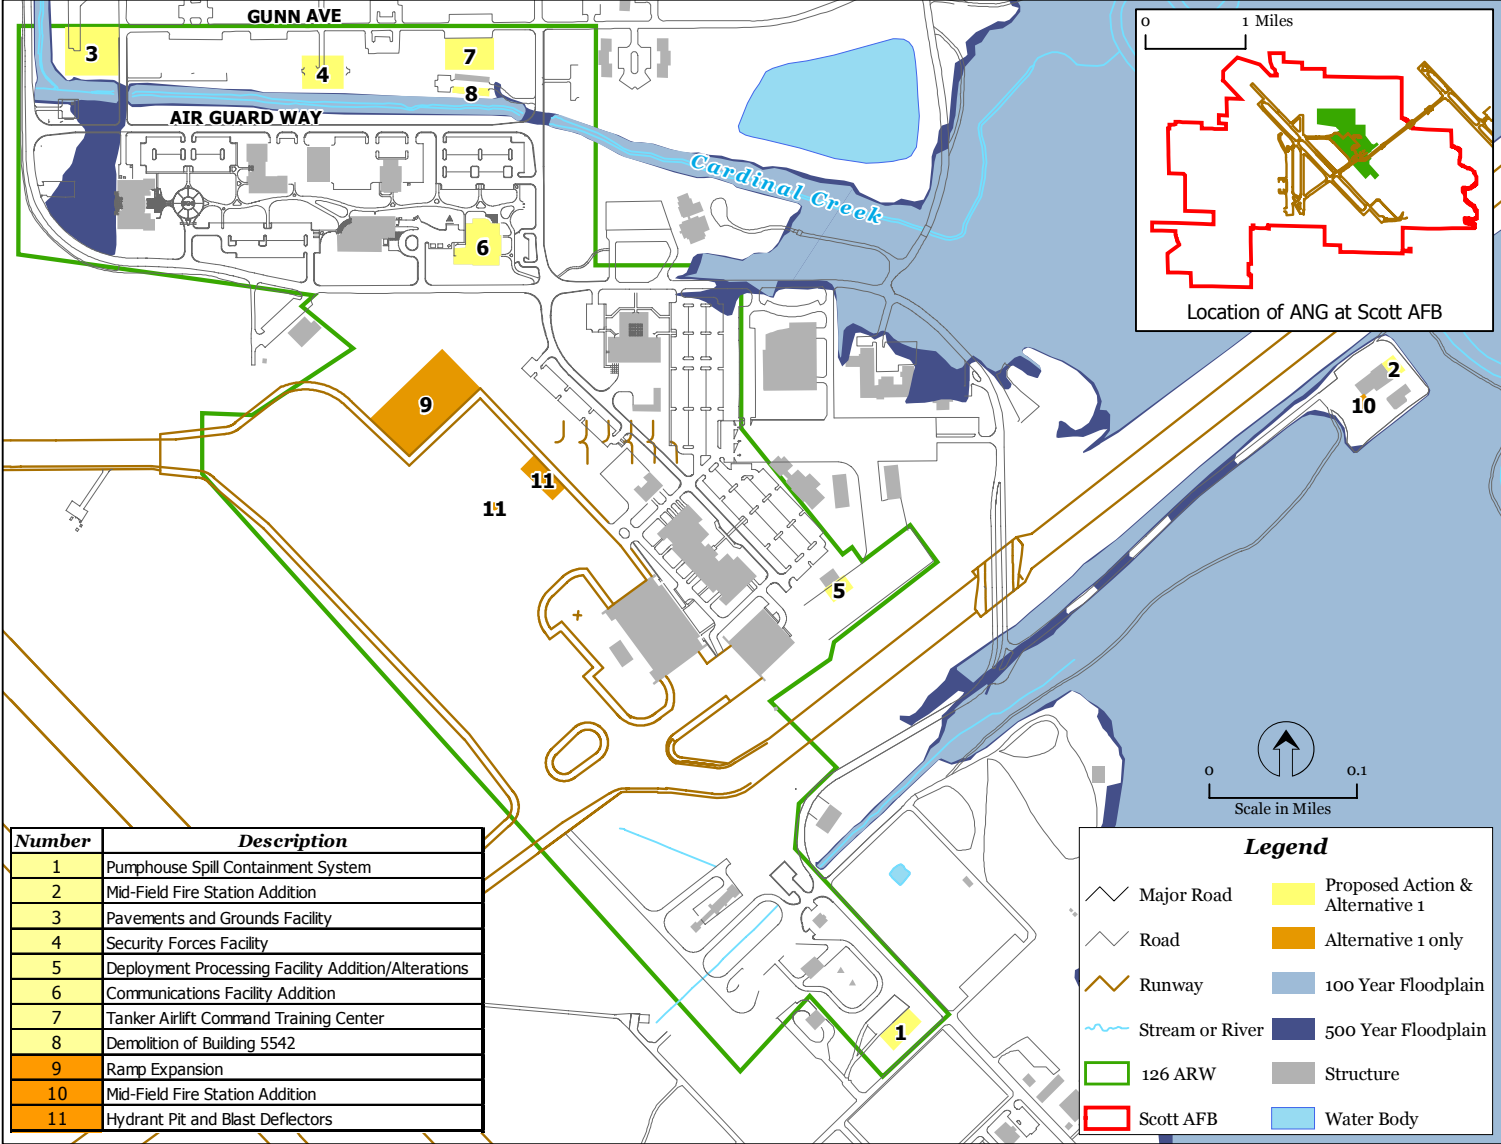 GUNN AVE
3
4
7
8
AIR GUARD WAY
Cardinal Creek
6
0 1 Miles
Location of ANG at Scott AFB
9
2
10
11
11
5
1
0 0.1
Scale in Miles
Number Description
1 Pumphouse Spill Containment System
2 Mid-Field Fire Station Addition
3 Pavements and Grounds Facility
4 Security Forces Facility
5 Deployment Processing Facility Addition/Alterations
6 Communications Facility Addition
7 Tanker Airlift Command Training Center
8 Demolition of Building 5542
9 Ramp Expansion
10 Mid-Field Fire Station Addition
11 Hydrant Pit and Blast Deflectors
Legend
Major Road
Road
Runway
Stream or River
126 ARW
Scott AFB
Proposed Action &
Alternative 1
Alternative 1 only
100 Year Floodplain
500 Year Floodplain
Structure
Water Body